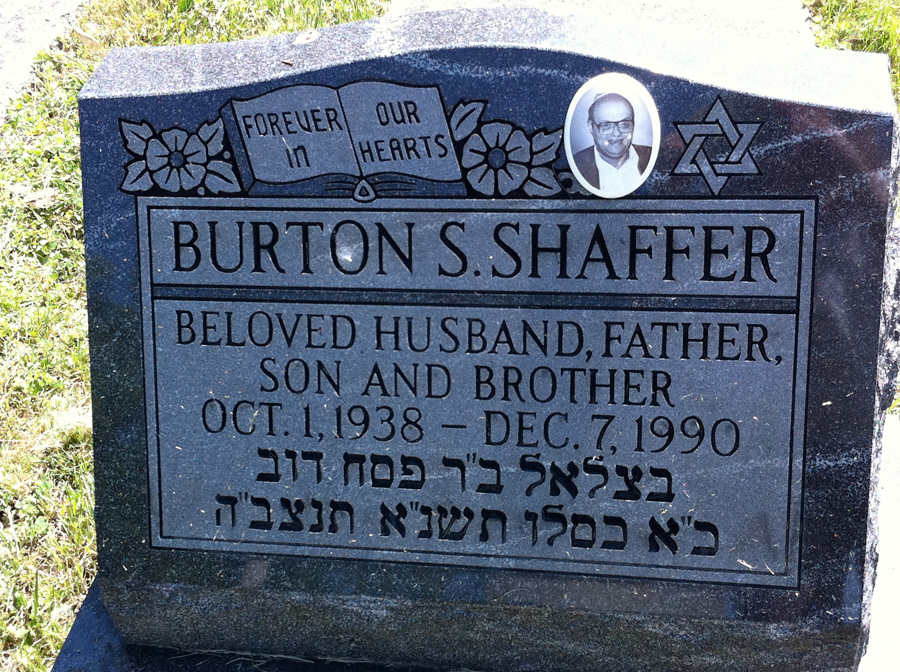 FOREVER
in
OUR
HEARTS
BURTON S. SHAFFER
BELOVED HUSBAND, FATHER,
SON AND BROTHER
OCT. 1, 1938 – DEC. 7, 1990
בצלאל ב"ר פסח דוב
כ"א כסלו תשנ"א תנצב"ה